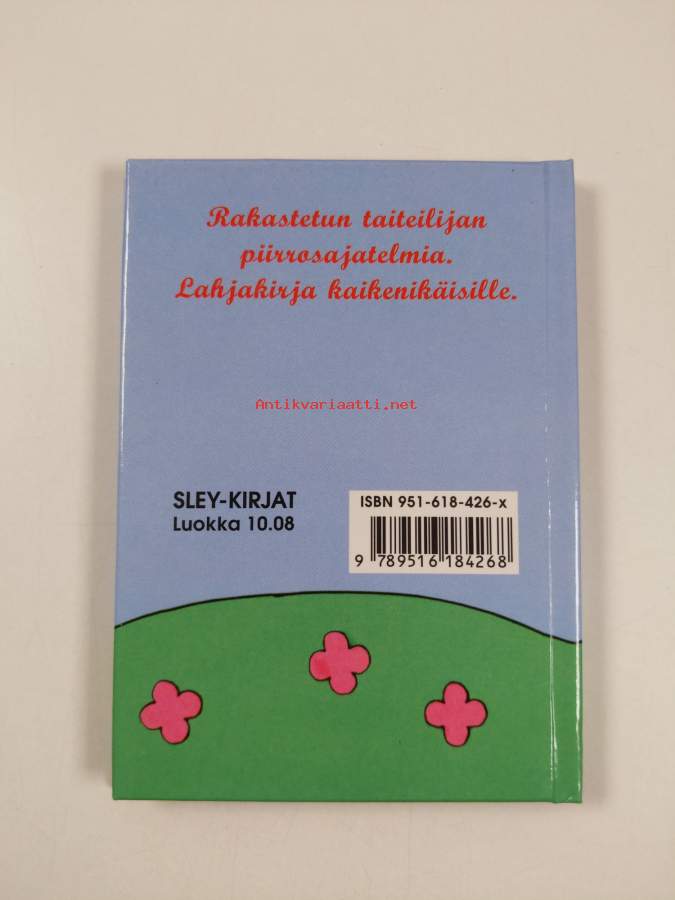 Rakastetun taiteilijan
piirrosajatelmia.
Lahjakirja kaikenikäisille.
Antikvariaatti.net
SLEY-KIRJAT
Luokka 10.08
ISBN 951-618-426-x
9 789516 184268